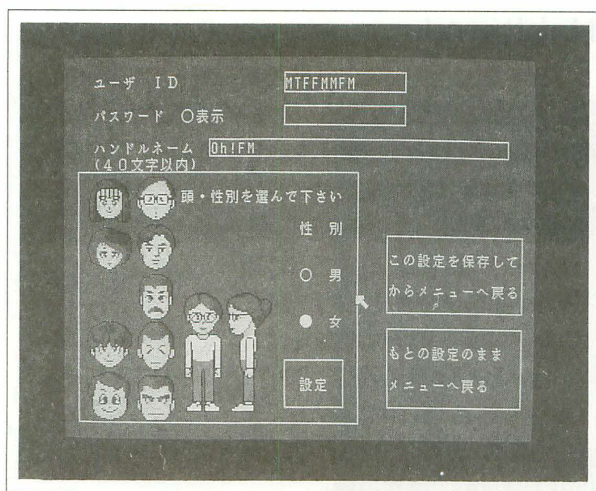 ユーザ ID MTFFMMFM
パスワード ○表示
ハンドルネーム Oh!FM
(40文字以内)
頭・性別を選んで下さい
性 別
○ 男
● 女
設定
この設定を保存して
からメニューへ戻る
もとの設定のまま
メニューへ戻る